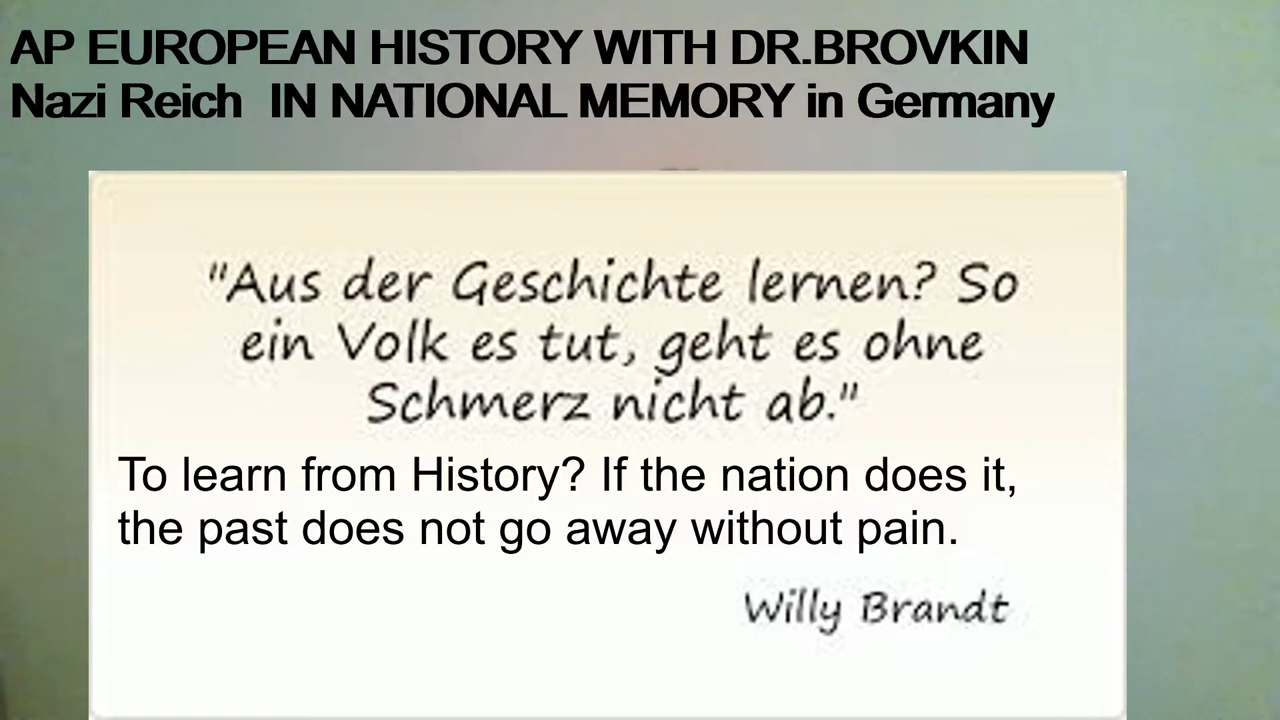 AP EUROPEAN HISTORY WITH DR.BROVKIN
Nazi Reich IN NATIONAL MEMORY in Germany
"Aus der Geschichte lernen? So
ein Volk es tut, geht es ohne
Schmerz nicht ab."
To learn from History? If the nation does it,
the past does not go away without pain.
Willy Brandt